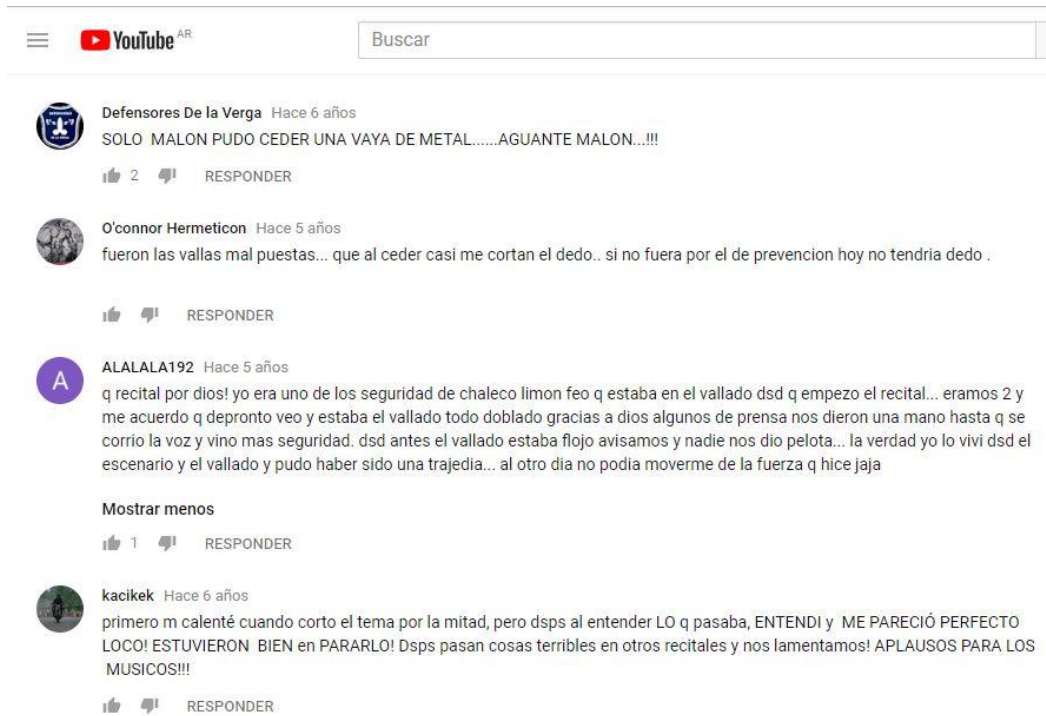 YouTube AR
Buscar
Defensores De la Verga Hace 6 años
SOLO MALON PUDO CEDER UNA VAYA DE METAL......AGUANTE MALON...!!!
2 RESPONDER
O'connor Hermeticon Hace 5 años
fueron las vallas mal puestas... que al ceder casi me cortan el dedo.. si no fuera por el de prevencion hoy no tendria dedo .
RESPONDER
A
ALALALA192 Hace 5 años
q recital por dios! yo era uno de los seguridad de chaleco limon feo q estaba en el vallado dsd q empezo el recital... eramos 2 y
me acuerdo q depronto veo y estaba el vallado todo doblado gracias a dios algunos de prensa nos dieron una mano hasta q se
corrio la voz y vino mas seguridad. dsd antes el vallado estaba flojo avisamos y nadie nos dio pelota... la verdad yo lo vivi dsd el
escenario y el vallado y pudo haber sido una trajedia... al otro dia no podia moverme de la fuerza q hice jaja
Mostrar menos
1 RESPONDER
kacikek Hace 6 años
primero m calenté cuando corto el tema por la mitad, pero dsps al entender LO q pasaba, ENTENDI y ME PARECIÓ PERFECTO
LOCO! ESTUVIERON BIEN en PARARLO! Dsps pasan cosas terribles en otros recitales y nos lamentamos! APLAUSOS PARA LOS
MUSICOS!!!
RESPONDER